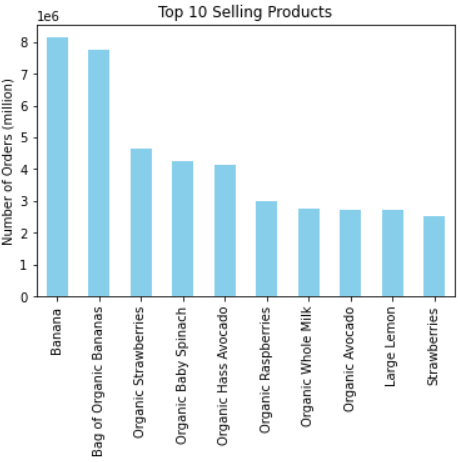 Top 10 Selling Products
1e6
Number of Orders (million)
8
7
6
5
4
3
2
1
0
Banana
Bag of Organic Bananas
Organic Strawberries
Organic Baby Spinach
Organic Hass Avocado
Organic Raspberries
Organic Whole Milk
Organic Avocado
Large Lemon
Strawberries